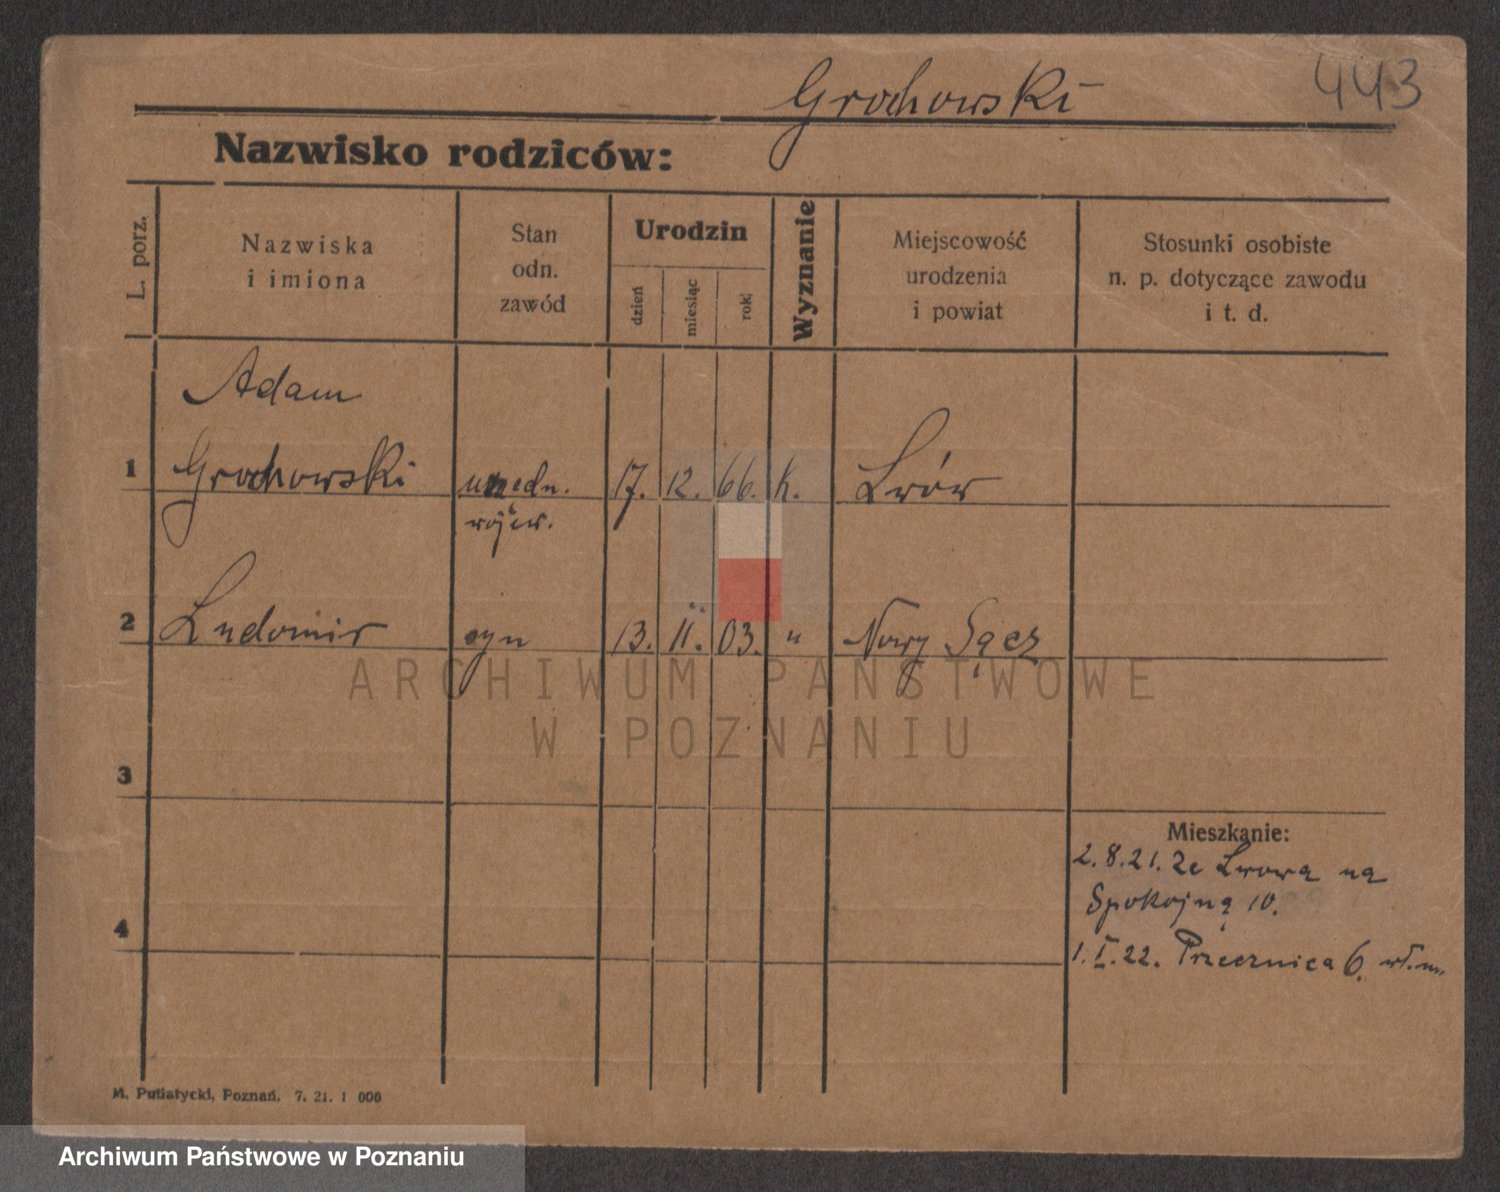 443
Grochowski
Nazwisko rodziców:
L. porz.
Nazwiska
i imiona
Stan
odn.
zawód
Urodzin
dzień
miesiąc
rok
Wyznanie
Miejscowość
urodzenia
i powiat
Stosunki osobiste
n. p. dotyczące zawodu
i t. d.
Adam
1 Grochowski urzedn. 17. 12. 66. k. Lwów
wojew.
2 Ludomir syn 13. II. 03. " Nowy Sącz
ARCHIWUM PAŃSTWOWE
W POZNANIU
3
Mieszkanie:
2.8.21. Ze Lwowa na
Spokojną 10.
4
1.I.22. Przecznica 6. wł.m.
M. Putiatycki, Poznań. 7. 21. 1 000
Archiwum Państwowe w Poznaniu